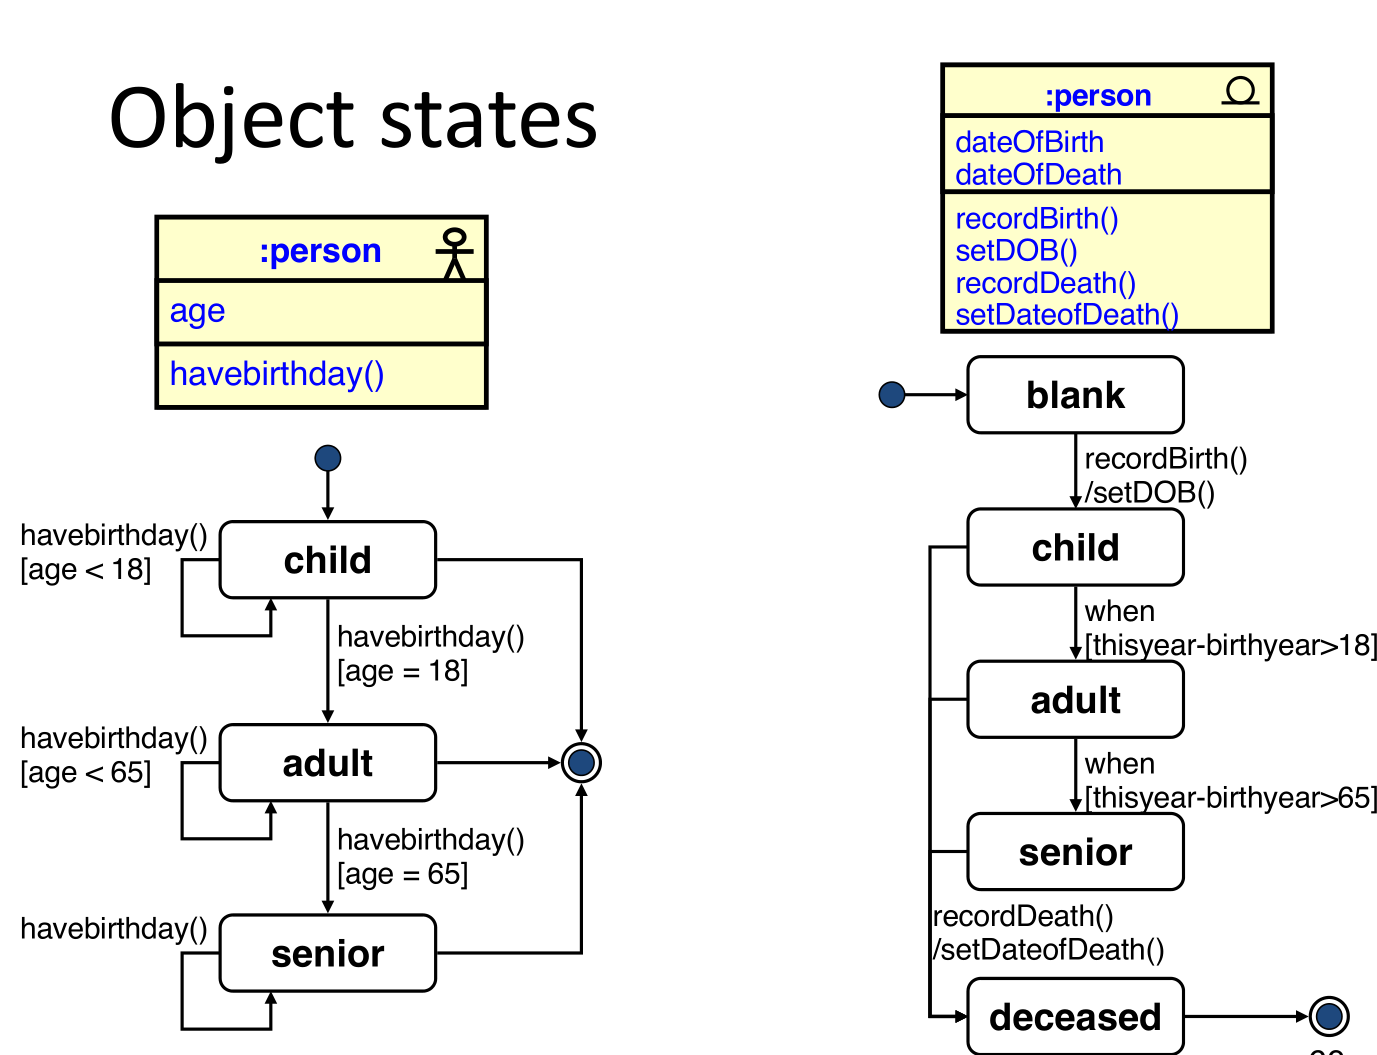 Object states
:person
age
havebirthday()
havebirthday()
[age < 18]
child
havebirthday()
[age = 18]
havebirthday()
[age < 65]
adult
havebirthday()
[age = 65]
havebirthday()
senior
:person
dateOfBirth
dateOfDeath
recordBirth()
setDOB()
recordDeath()
setDateofDeath()
blank
recordBirth()
/setDOB()
child
when
[thisyear-birthyear>18]
adult
when
[thisyear-birthyear>65]
senior
recordDeath()
/setDateofDeath()
deceased